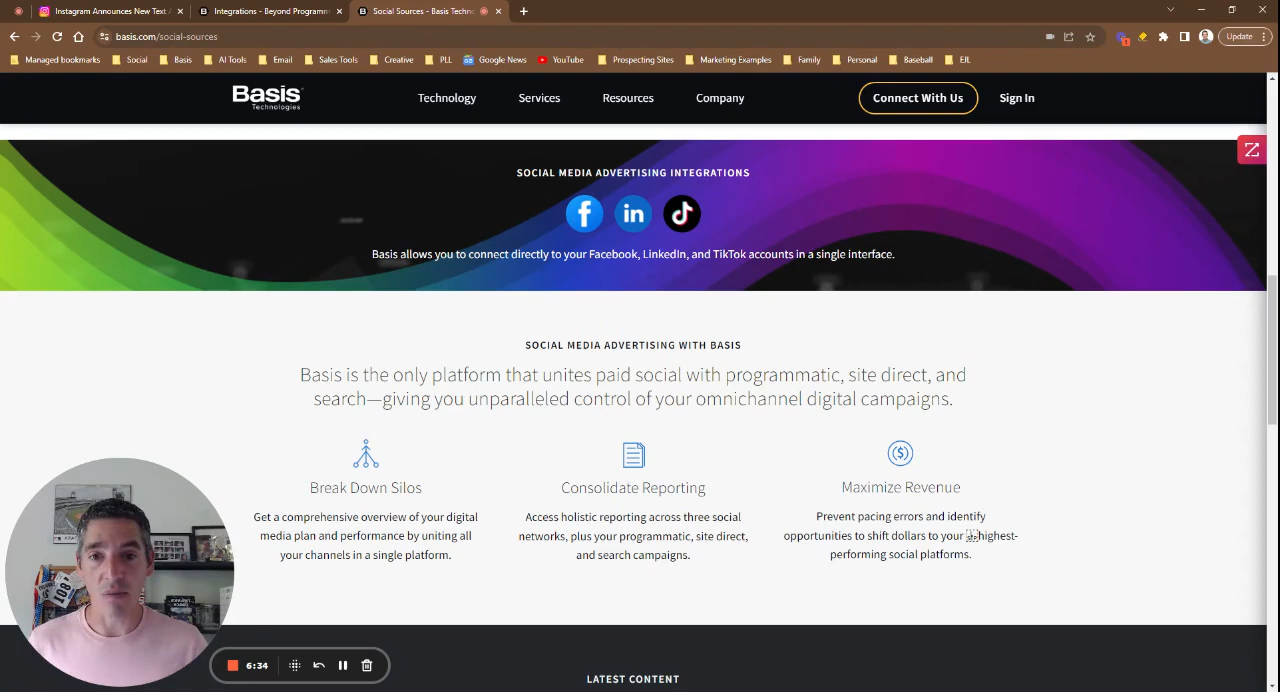 Instagram Announces New Text A
Integrations - Beyond Programm
Social Sources - Basis Techno
basis.com/social-sources
Update
Managed bookmarks
Social
Basis
AI Tools
Email
Sales Tools
Creative
PLL
Google News
YouTube
Prospecting Sites
Marketing Examples
Family
Personal
Baseball
EJL
Basis
Technologies
Technology
Services
Resources
Company
Connect With Us
Sign In
SOCIAL MEDIA ADVERTISING INTEGRATIONS
Basis allows you to connect directly to your Facebook, LinkedIn, and TikTok accounts in a single interface.
SOCIAL MEDIA ADVERTISING WITH BASIS
Basis is the only platform that unites paid social with programmatic, site direct, and
search—giving you unparalleled control of your omnichannel digital campaigns.
Break Down Silos
Get a comprehensive overview of your digital
media plan and performance by uniting all
your channels in a single platform.
Consolidate Reporting
Access holistic reporting across three social
networks, plus your programmatic, site direct,
and search campaigns.
Maximize Revenue
Prevent pacing errors and identify
opportunities to shift dollars to your highest-
performing social platforms.
6:34
LATEST CONTENT